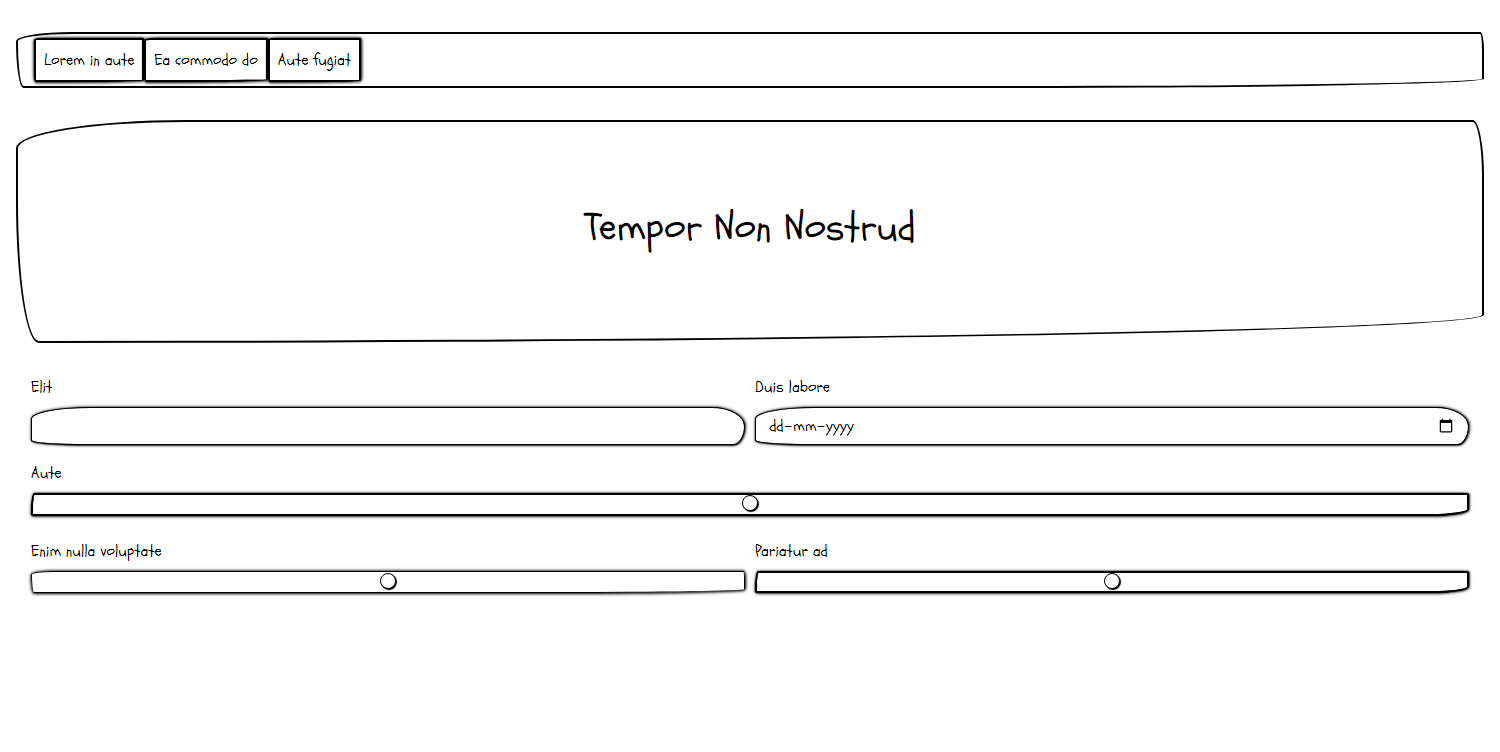 Lorem in aute Ea commodo do Aute fugiat
Tempor Non Nostrud
Elit Duis labore
dd-mm-yyyy
Aute
Enim nulla voluptate Pariatur ad